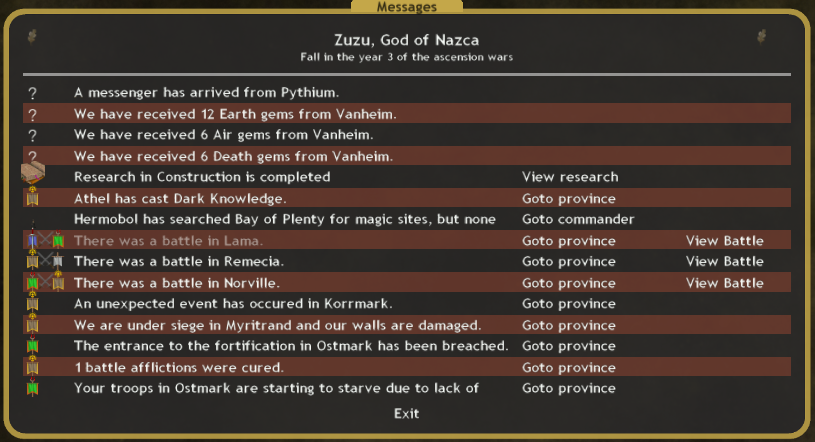 Messages
Zuzu, God of Nazca
Fall in the year 3 of the ascension wars
? A messenger has arrived from Pythium.
? We have received 12 Earth gems from Vanheim.
? We have received 6 Air gems from Vanheim.
? We have received 6 Death gems from Vanheim.
Research in Construction is completed View research
Athel has cast Dark Knowledge. Goto province
Hermobol has searched Bay of Plenty for magic sites, but none Goto commander
There was a battle in Lama. Goto province View Battle
There was a battle in Remecia. Goto province View Battle
There was a battle in Norville. Goto province View Battle
An unexpected event has occured in Korrmark. Goto province
We are under siege in Myritrand and our walls are damaged. Goto province
The entrance to the fortification in Ostmark has been breached. Goto province
1 battle afflictions were cured. Goto province
Your troops in Ostmark are starting to starve due to lack of Goto province
Exit